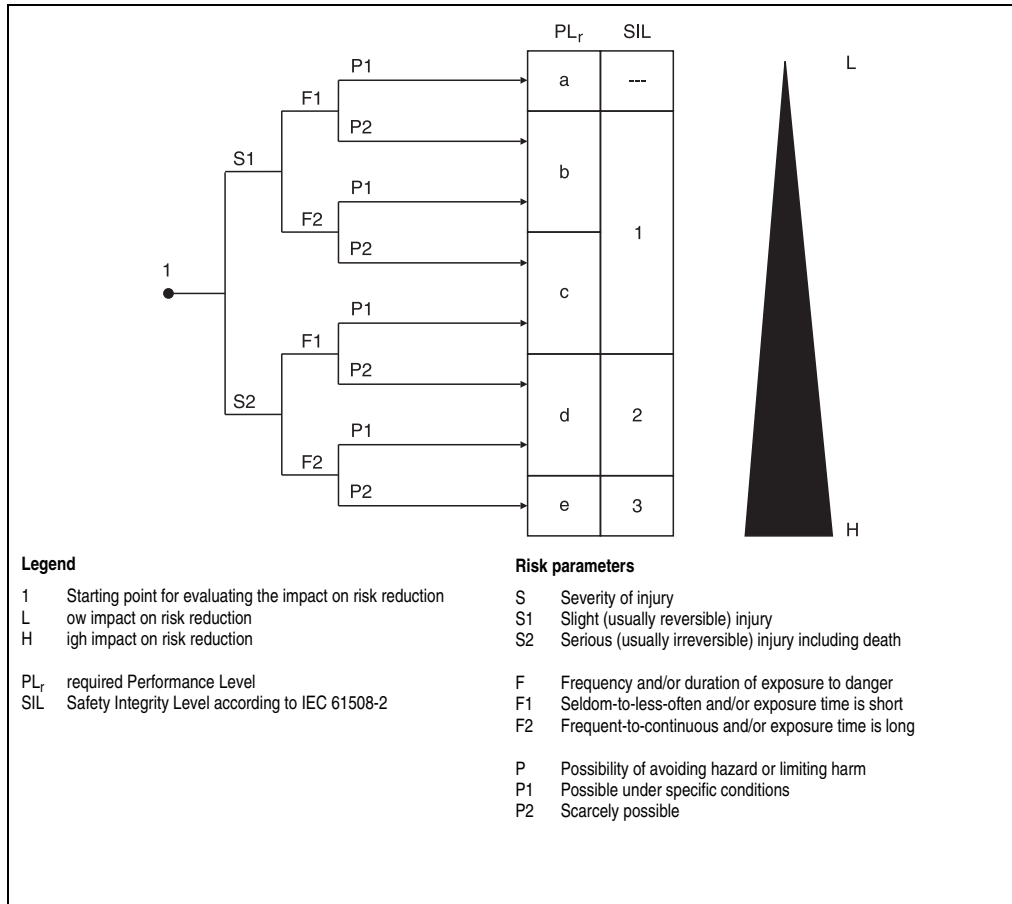 PLr SIL
P1
a
---
L
F1
P2
S1
b
P1
F2
1
P2
1
c
P1
F1
P2
S2
d
2
P1
F2
P2
e
3
H
Legend
1 Starting point for evaluating the impact on risk reduction
L ow impact on risk reduction
H igh impact on risk reduction
PLr required Performance Level
SIL Safety Integrity Level according to IEC 61508-2
Risk parameters
S Severity of injury
S1 Slight (usually reversible) injury
S2 Serious (usually irreversible) injury including death
F Frequency and/or duration of exposure to danger
F1 Seldom-to-less-often and/or exposure time is short
F2 Frequent-to-continuous and/or exposure time is long
P Possibility of avoiding hazard or limiting harm
P1 Possible under specific conditions
P2 Scarcely possible